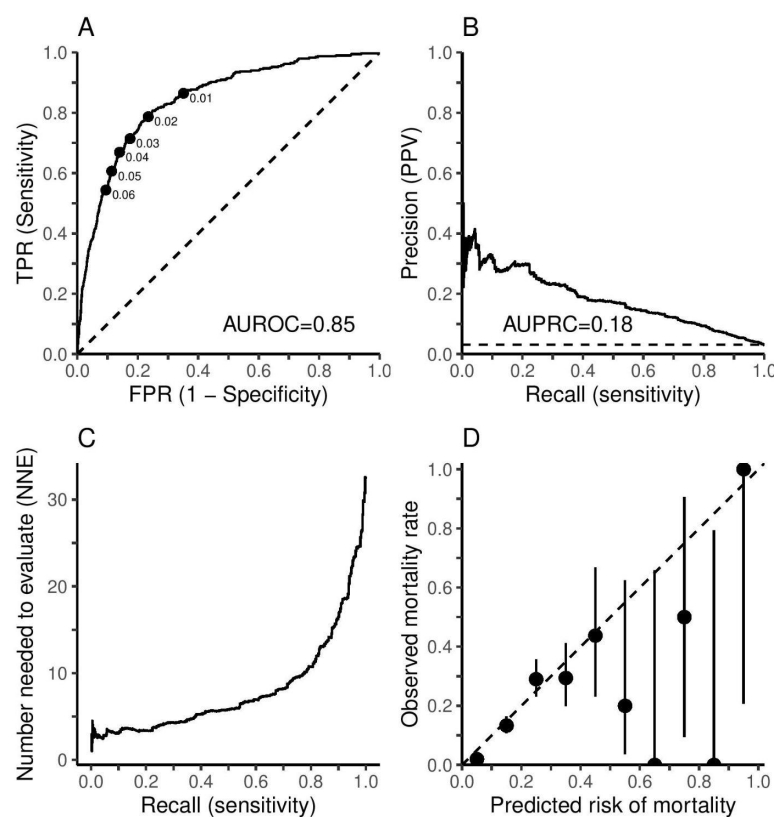 A
TPR (Sensitivity)
1.0
0.8
0.6
0.4
0.2
0.0
0.01
0.02
0.03
0.04
0.05
0.06
AUROC=0.85
0.0 0.2 0.4 0.6 0.8 1.0
FPR (1 − Specificity)
B
Precision (PPV)
1.0
0.8
0.6
0.4
0.2
0.0
AUPRC=0.18
0.0 0.2 0.4 0.6 0.8 1.0
Recall (sensitivity)
C
Number needed to evaluate (NNE)
30
20
10
0
0.0 0.2 0.4 0.6 0.8 1.0
Recall (sensitivity)
D
Observed mortality rate
1.0
0.8
0.6
0.4
0.2
0.0
0.0 0.2 0.4 0.6 0.8 1.0
Predicted risk of mortality